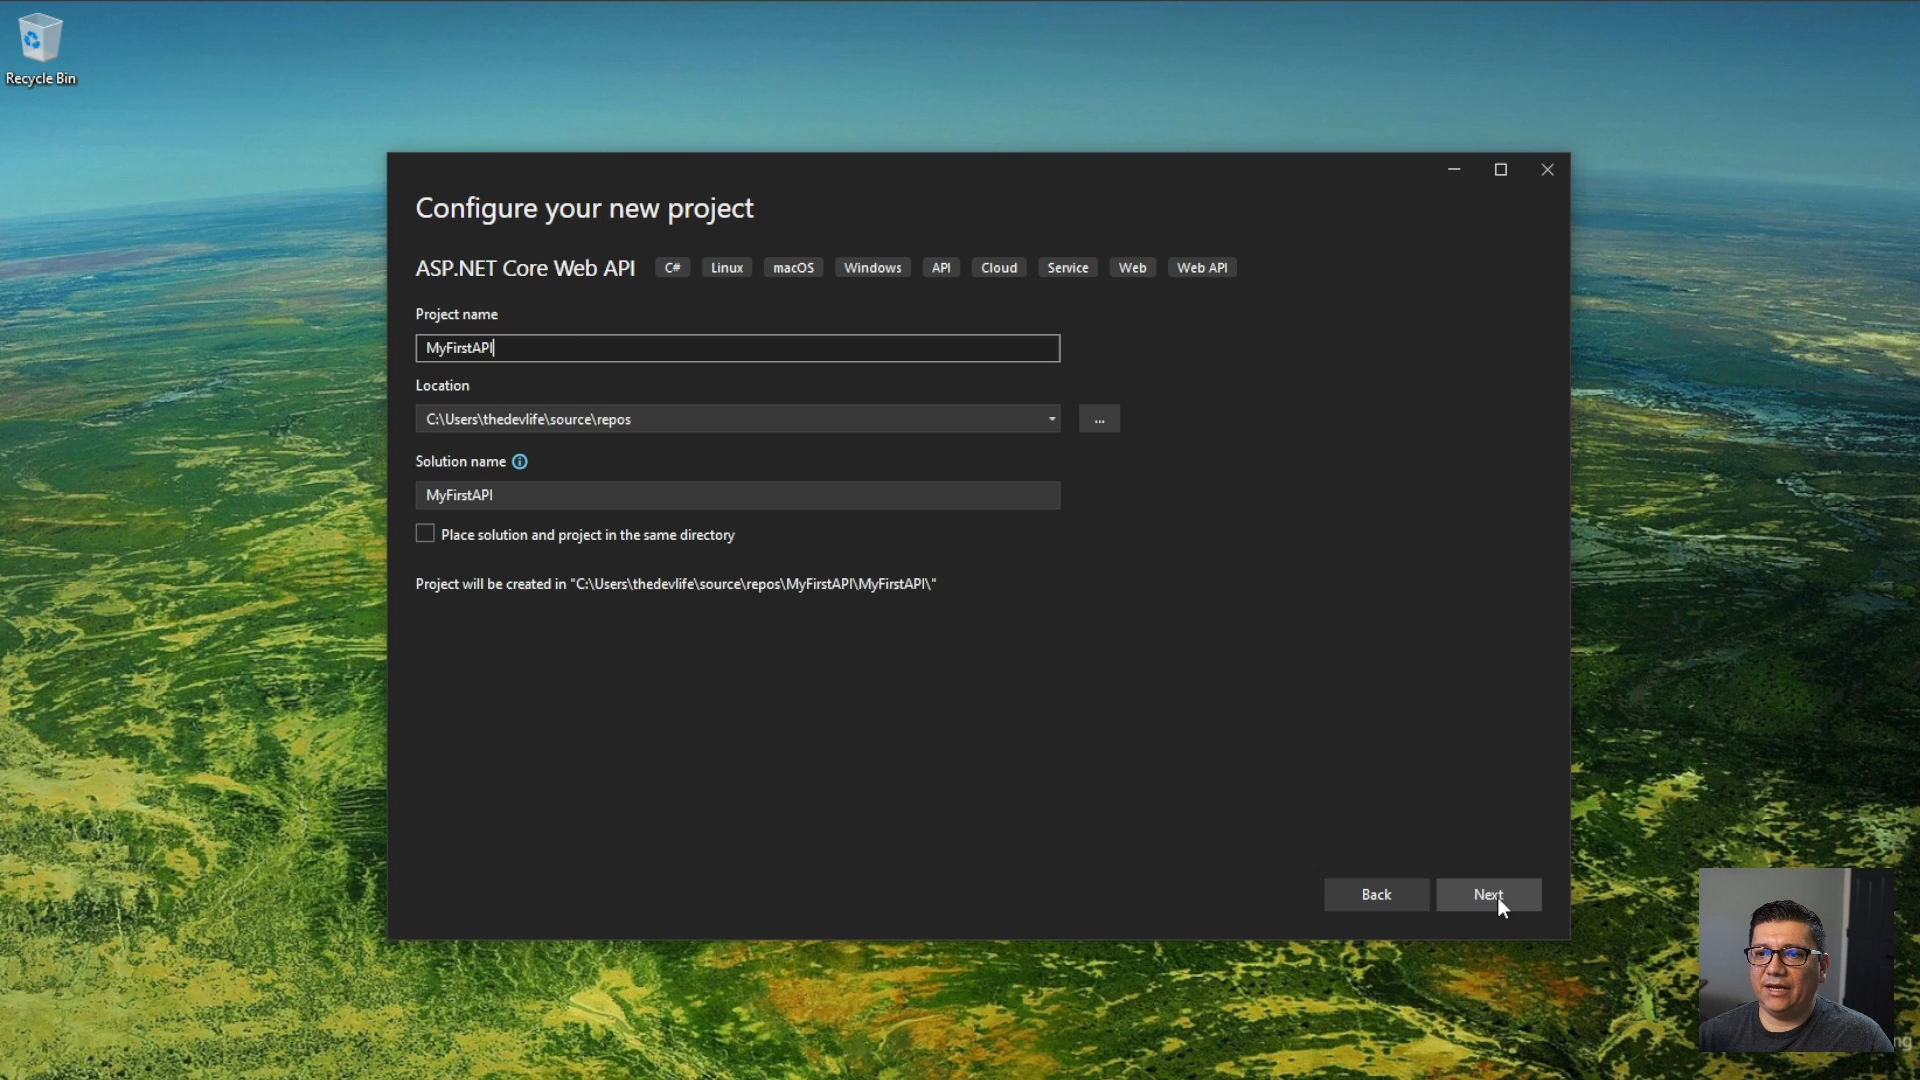 Recycle Bin
Configure your new project
ASP.NET Core Web API C# Linux macOS Windows API Cloud Service Web Web API
Project name
MyFirstAPI
Location
C:\Users\thedevlife\source\repos
...
Solution name
MyFirstAPI
Place solution and project in the same directory
Project will be created in "C:\Users\thedevlife\source\repos\MyFirstAPI\MyFirstAPI\"
Back Next